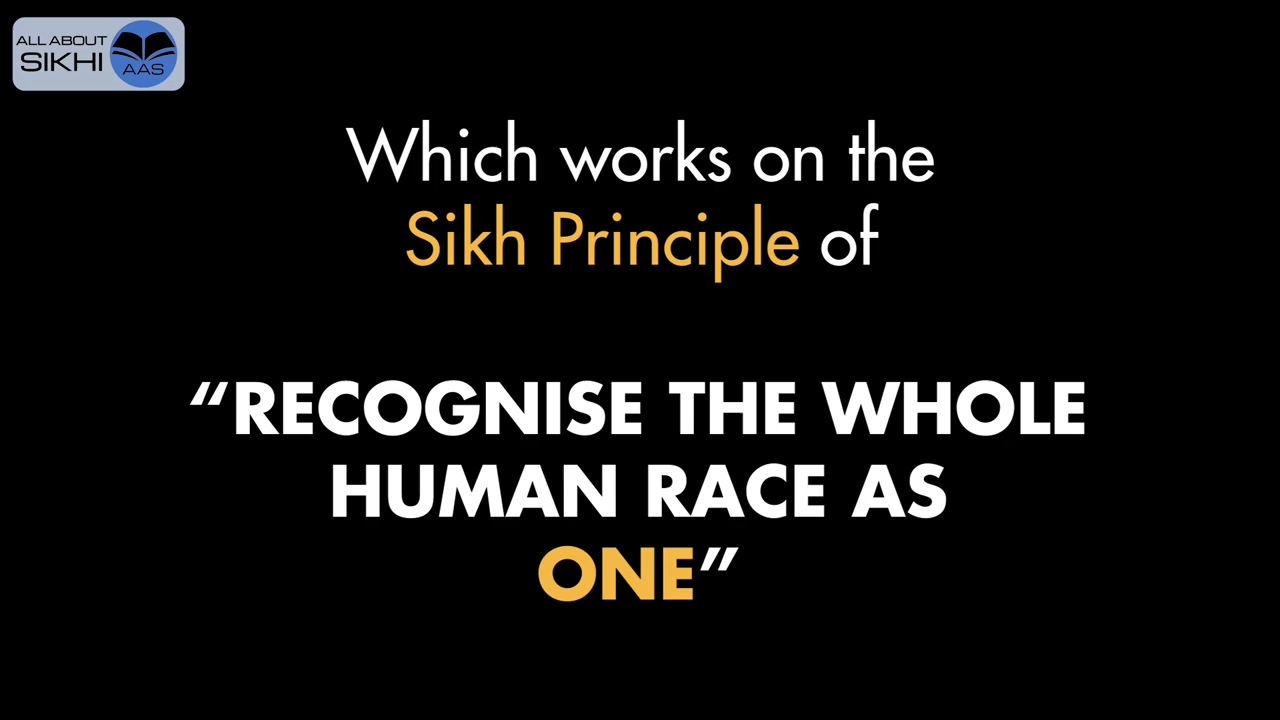 ALL ABOUT
SIKHI
AAS
Which works on the
Sikh Principle of
“RECOGNISE THE WHOLE
HUMAN RACE AS
ONE”